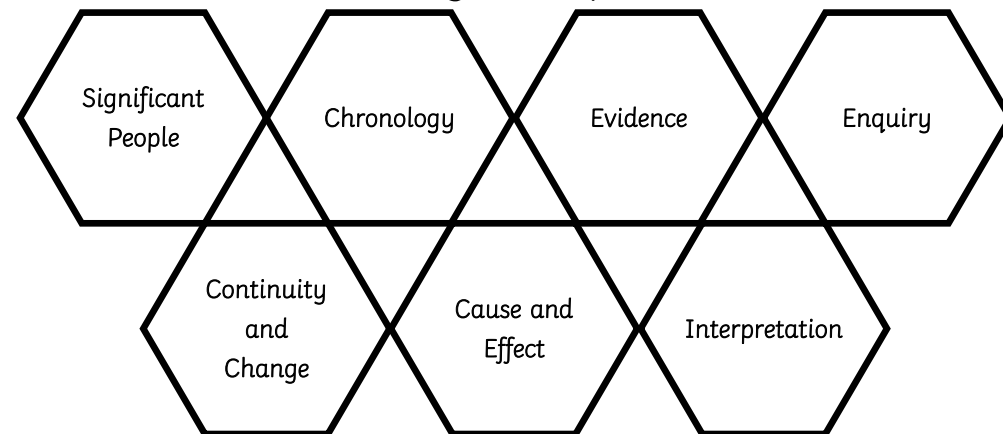 Significant
People
Chronology
Evidence
Enquiry
Continuity
and
Change
Cause and
Effect
Interpretation